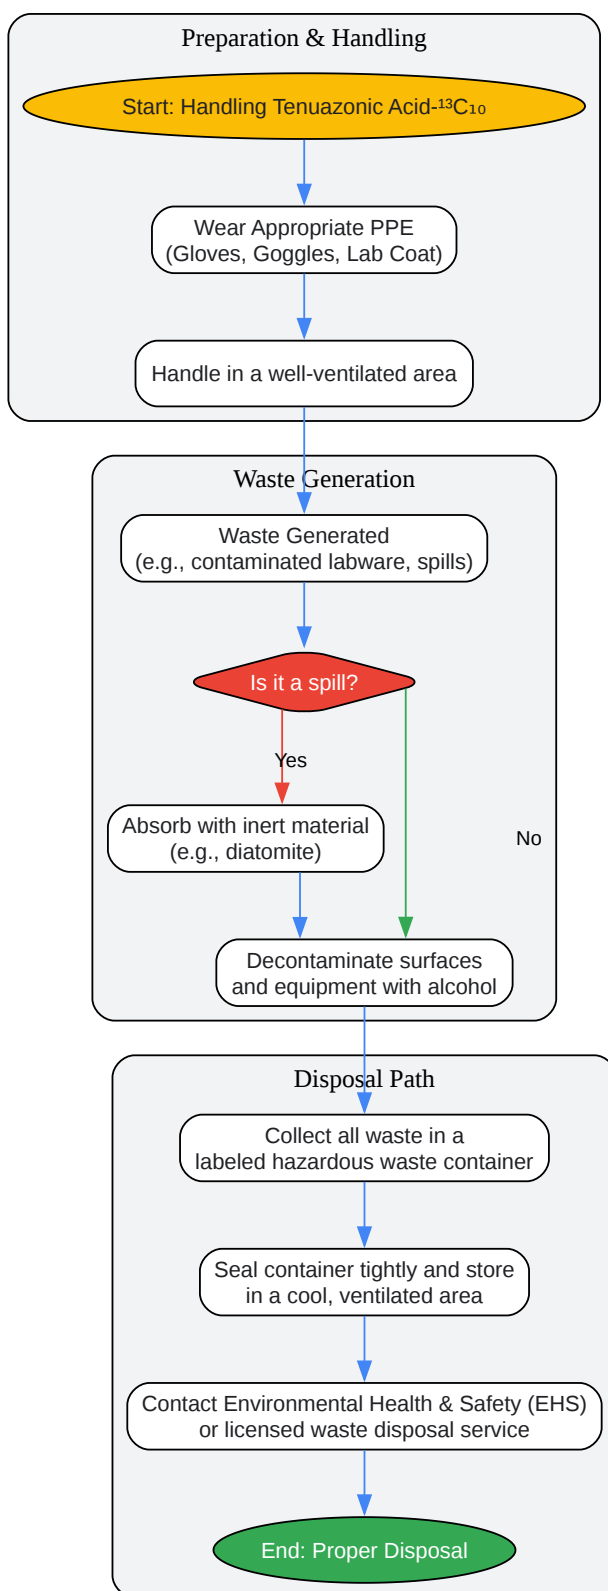 Preparation & Handling
Start: Handling Tenuazonic Acid-¹³C₁₀
Wear Appropriate PPE
(Gloves, Goggles, Lab Coat)
Handle in a well-ventilated area
Waste Generation
Waste Generated
(e.g., contaminated labware, spills)
Is it a spill?
Yes
Absorb with inert material
(e.g., diatomite)
No
Decontaminate surfaces
and equipment with alcohol
Disposal Path
Collect all waste in a
labeled hazardous waste container
Seal container tightly and store
in a cool, ventilated area
Contact Environmental Health & Safety (EHS)
or licensed waste disposal service
End: Proper Disposal